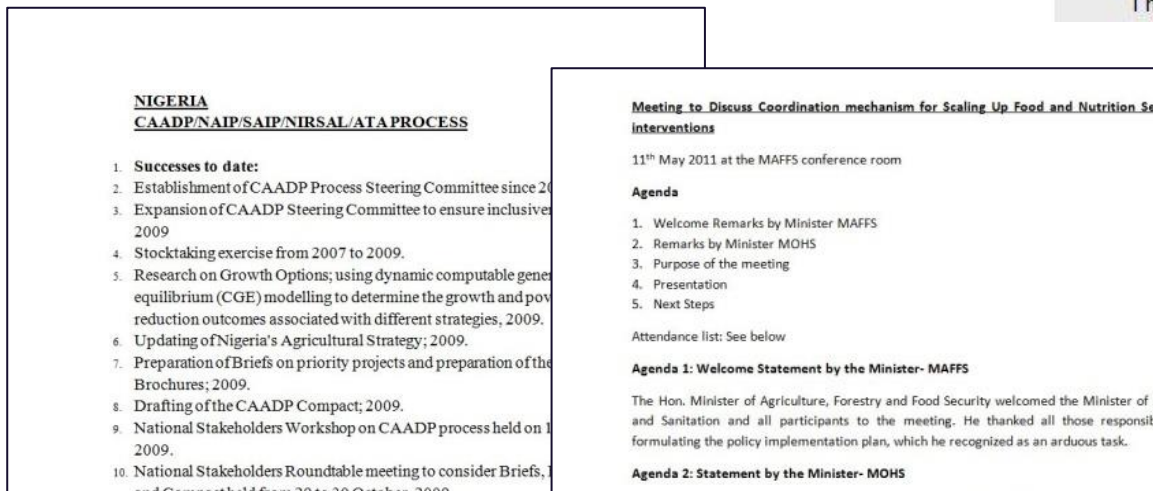 NIGERIA
CAADP/NAIP/SAIP/NIRSAL/ATA PROCESS
1. Successes to date:
2. Establishment of CAADP Process Steering Committee since
3. Expansion of CAADP Steering Committee to ensure
2009
4. Stocktaking exercise from 2007 to 2009.
5. Research on Growth Options; using dynamic computable
equilibrium (CGE) modelling to determine the growth and
reduction outcomes associated with different strategies, 2009.
6. Updating of Nigeria's Agricultural Strategy; 2009.
7. Preparation of Briefs on priority projects and preparation of the
Brochures; 2009.
8. Drafting of the CAADP Compact; 2009.
9. National Stakeholders Workshop on CAADP process held on
2009.
10. National Stakeholders Roundtable meeting to consider Briefs,
Meeting to Discuss Coordination mechanism for Scaling Up Food and Nutrition
interventions
11th May 2011 at the MAFFS conference room
Agenda
1. Welcome Remarks by Minister MAFFS
2. Remarks by Minister MOHS
3. Purpose of the meeting
4. Presentation
5. Next Steps
Attendance list: See below
Agenda 1: Welcome Statement by the Minister- MAFFS
The Hon. Minister of Agriculture, Forestry and Food Security welcomed the Minister of
and Sanitation and all participants to the meeting. He thanked all those
formulating the policy implementation plan, which he recognized as an arduous task.
Agenda 2: Statement by the Minister- MOHS